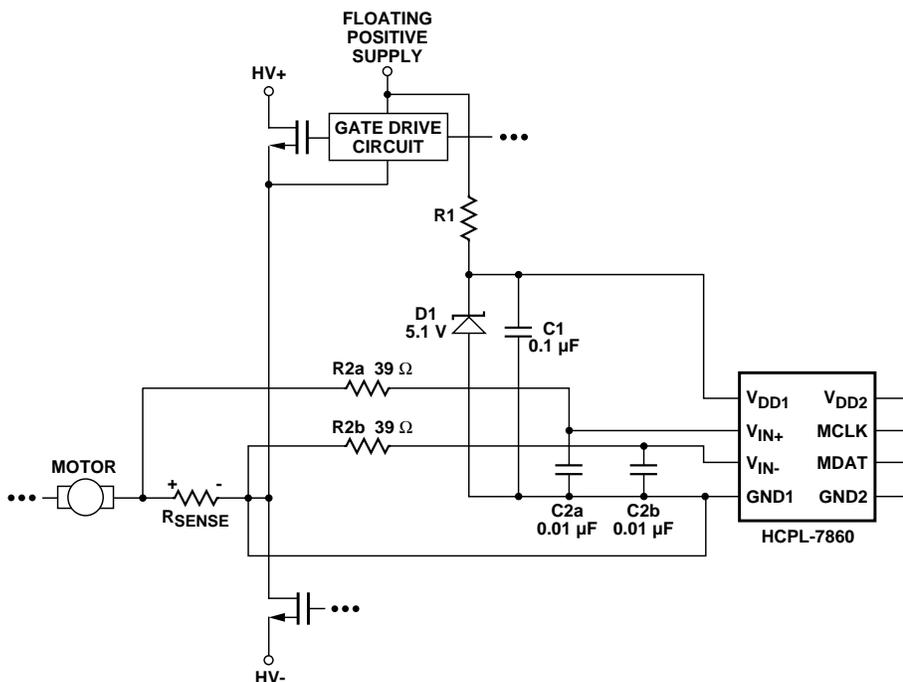 FLOATING
POSITIVE
SUPPLY
HV+
GATE DRIVE
CIRCUIT
•••
R1
D1
5.1 V
C1
0.1 µF
R2a 39 Ω
R2b 39 Ω
MOTOR
•••
+ -
RSENSE
C2a
0.01 µF
C2b
0.01 µF
VDD1
VIN+
VIN-
GND1
VDD2
MCLK
MDAT
GND2
HCPL-7860
•••
HV-